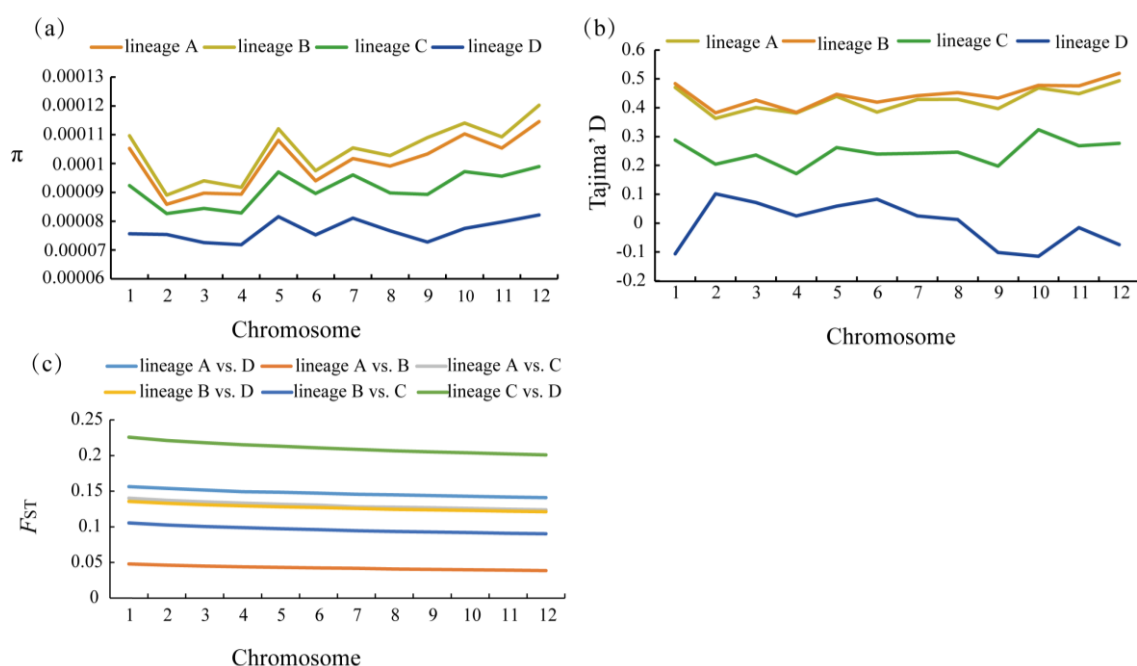 (a)
lineage A lineage B lineage C lineage D
0.00013
0.00012
0.00011
0.0001
0.00009
0.00008
0.00007
0.00006
π
1 2 3 4 5 6 7 8 9 10 11 12
Chromosome
(b)
lineage A lineage B lineage C lineage D
0.6
0.5
0.4
0.3
0.2
0.1
0
-0.1
-0.2
Tajima’ D
1 2 3 4 5 6 7 8 9 10 11 12
Chromosome
(c)
lineage A vs. D lineage A vs. B lineage A vs. C
lineage B vs. D lineage B vs. C lineage C vs. D
0.25
0.2
0.15
0.1
0.05
0
FST
1 2 3 4 5 6 7 8 9 10 11 12
Chromosome